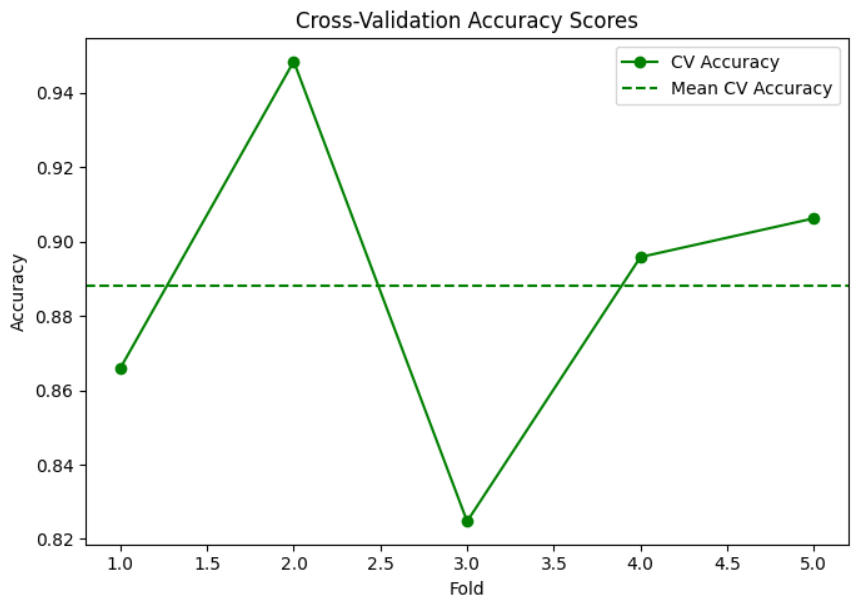 Cross-Validation Accuracy Scores
CV Accuracy
Mean CV Accuracy
Accuracy
0.94
0.92
0.90
0.88
0.86
0.84
0.82
1.0 1.5 2.0 2.5 3.0 3.5 4.0 4.5 5.0
Fold